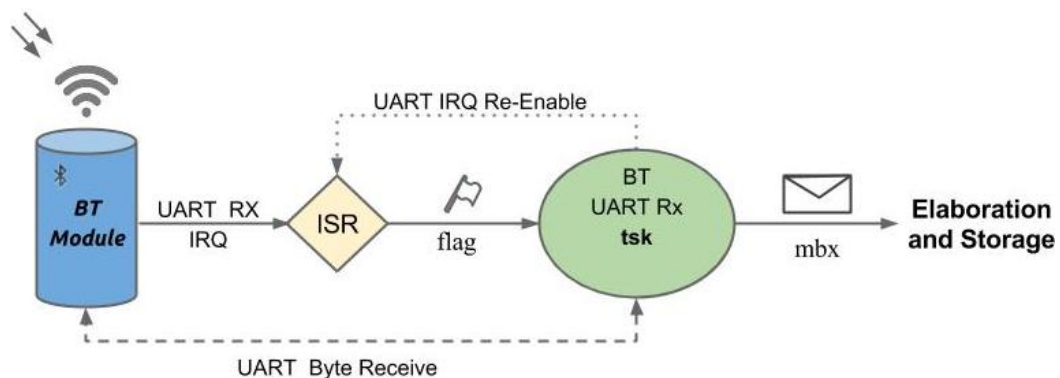 UART IRQ Re-Enable
BT
Module
UART RX
IRQ
ISR
flag
BT
UART Rx
tsk
mbx
Elaboration
and Storage
UART Byte Receive